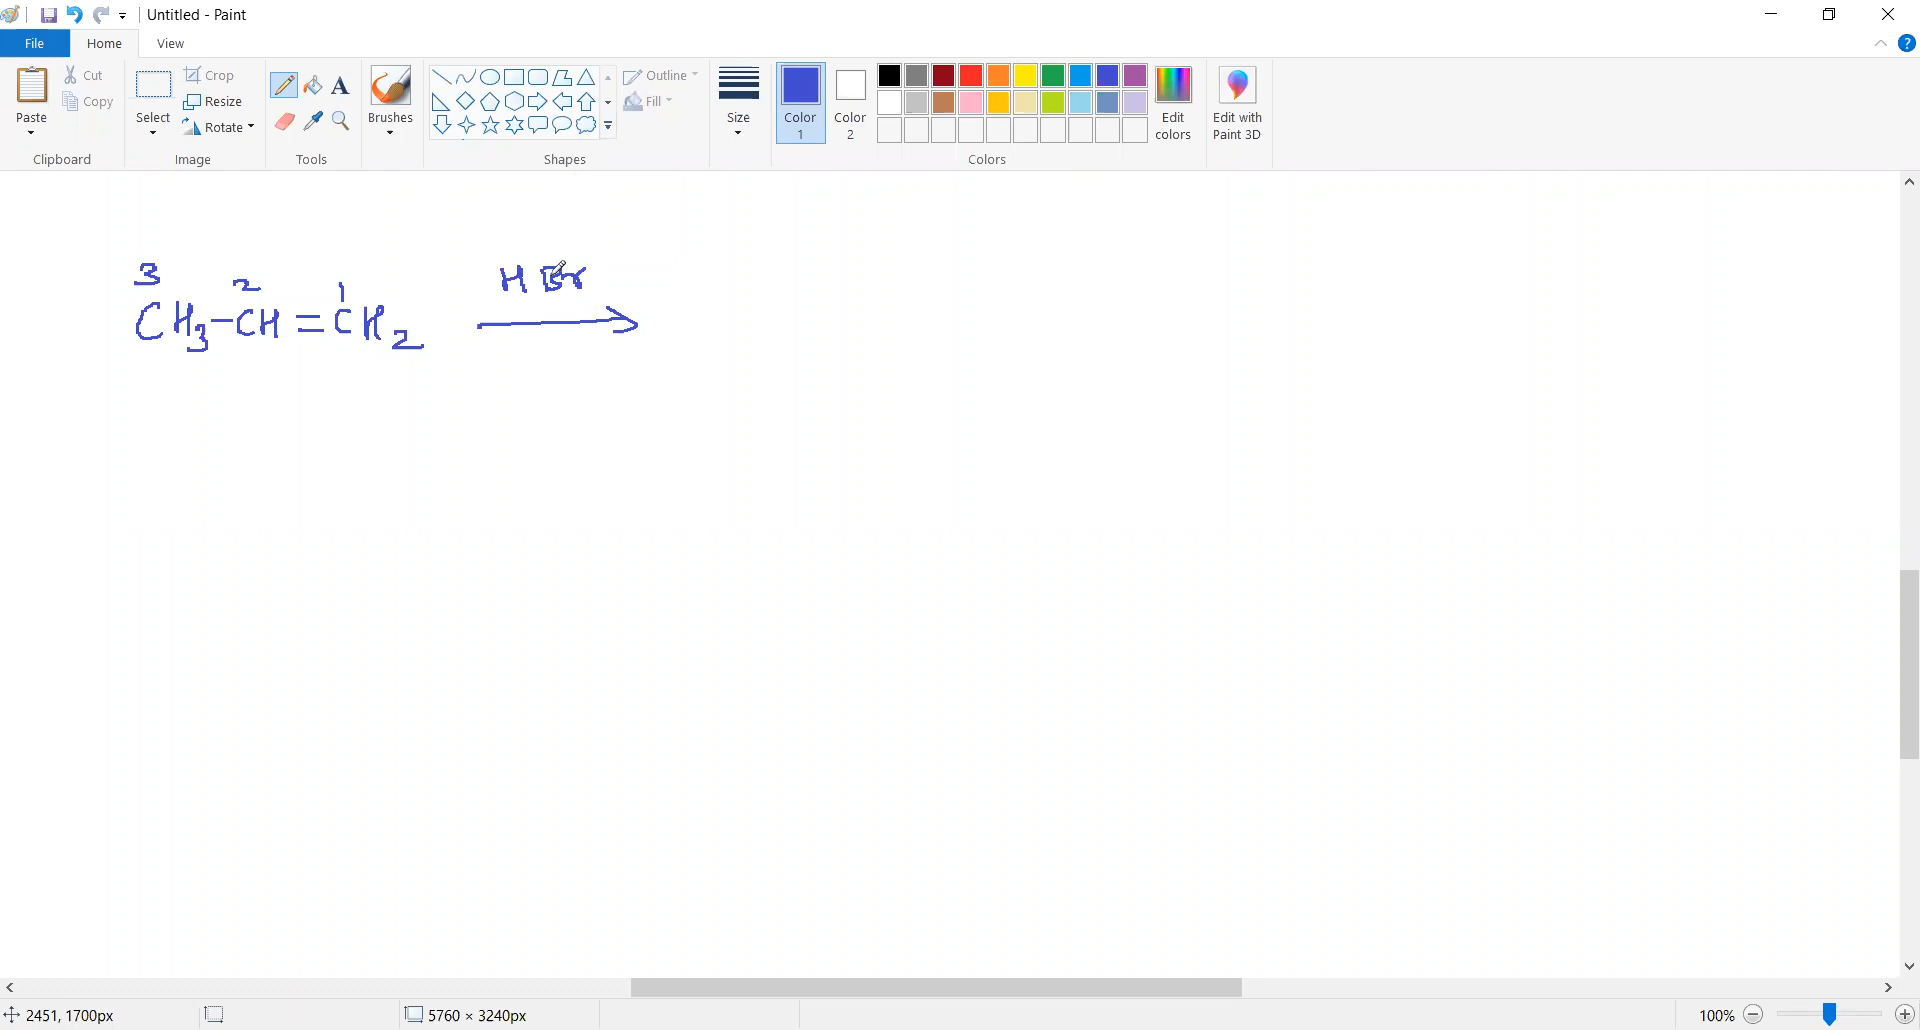 Untitled - Paint
File Home View
Paste Cut Copy Clipboard
Select Crop Resize Rotate Image
Tools
Brushes
Outline Fill Shapes
Size
Color 1 Color 2 Colors
Edit colors
Edit with Paint 3D
3 2 1
CH3-CH=CH2
HBr
2451, 1700px
5760 × 3240px
100%